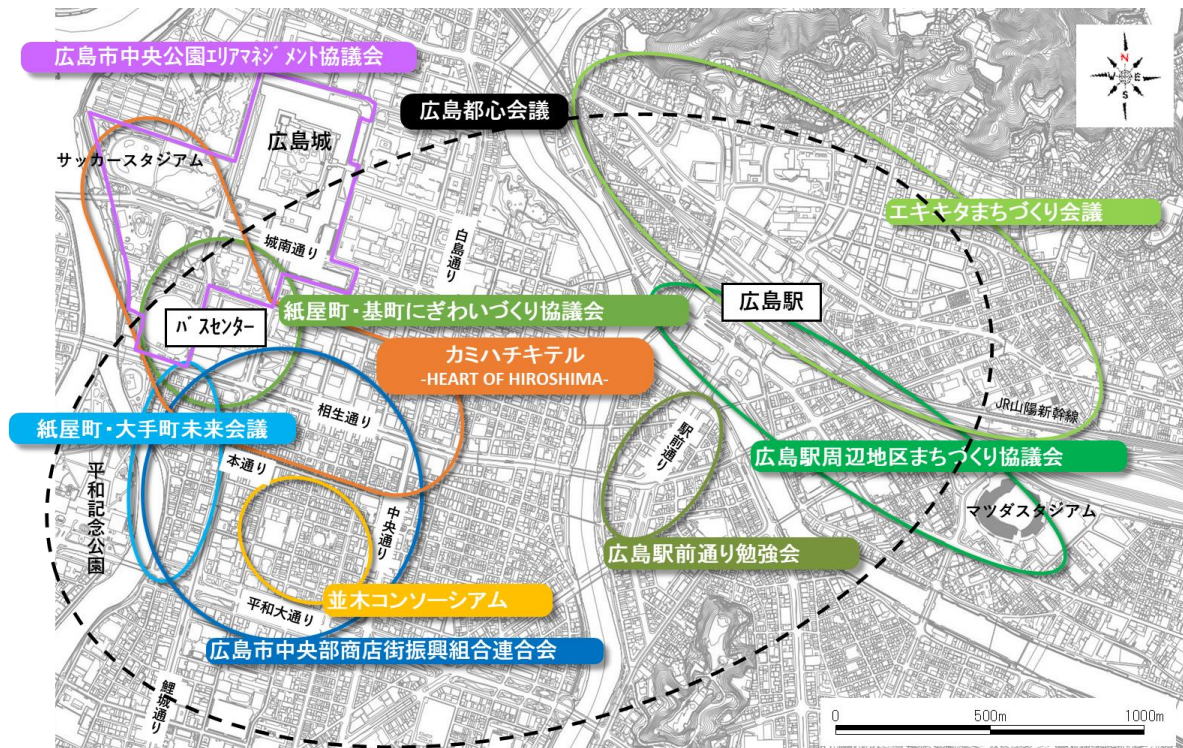 広島市中央公園エリアマネジメント協議会
広島都心会議
N
W E
S
広島城
サッカースタジアム
エキキタまちづくり会議
城南通り
白島通り
バスセンター
紙屋町・基町にぎわいづくり協議会
広島駅
カミハチキテル
-HEART OF HIROSHIMA-
JR山陽新幹線
相生通り
駅前通り
紙屋町・大手町未来会議
本通り
広島駅周辺地区まちづくり協議会
平和記念公園
中央通り
マツダスタジアム
広島駅前通り勉強会
並木コンソーシアム
平和大通り
広島市中央部商店街振興組合連合会
鯉城通り
0 500m 1000m